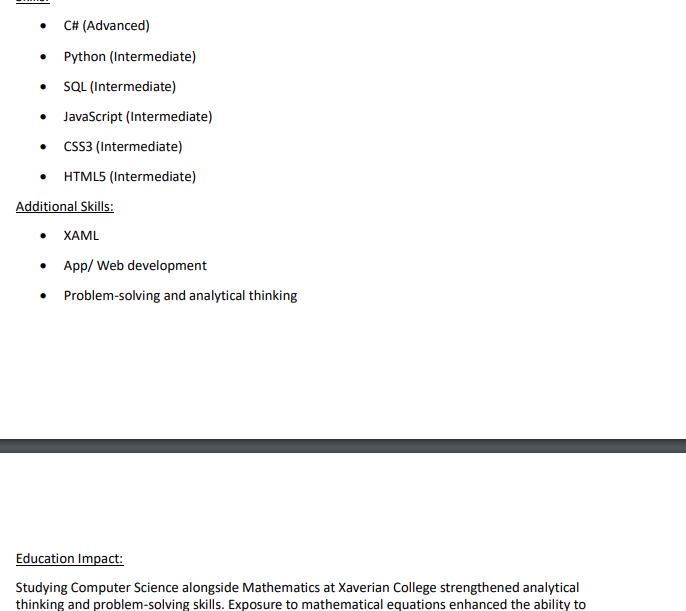 Skills:
• C# (Advanced)
• Python (Intermediate)
• SQL (Intermediate)
• JavaScript (Intermediate)
• CSS3 (Intermediate)
• HTML5 (Intermediate)
Additional Skills:
• XAML
• App/ Web development
• Problem-solving and analytical thinking
Education Impact:
Studying Computer Science alongside Mathematics at Xaverian College strengthened analytical
thinking and problem-solving skills. Exposure to mathematical equations enhanced the ability to